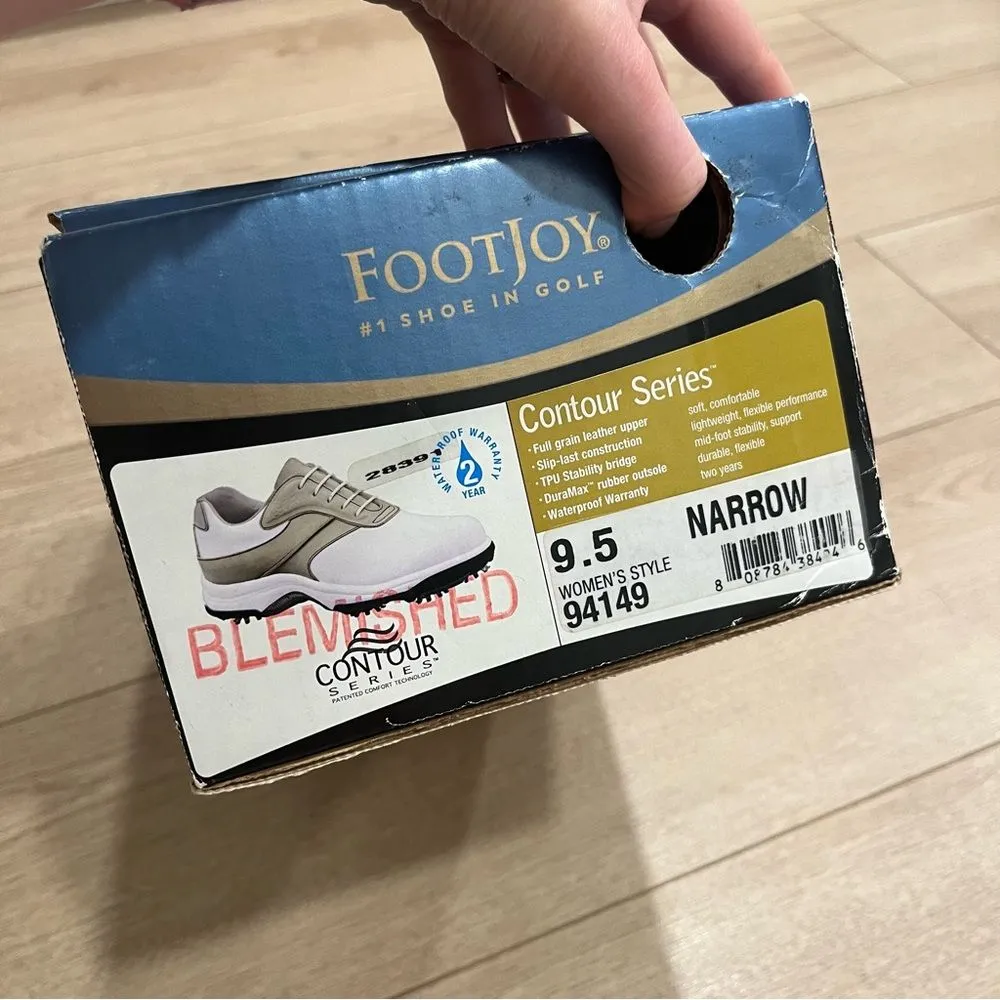 FOOTJOY®
#1 SHOE IN GOLF
Contour Series™
· Full grain leather upper
· Slip-last construction
· TPU Stability bridge
· DuraMax™ rubber outsole
· Waterproof Warranty
soft, comfortable
lightweight, flexible performance
mid-foot stability, support
durable, flexible
two years
WATERPROOF WARRANTY
2
YEAR
BLEMISHED
CONTOUR
SERIES™
PATENTED COMFORT TECHNOLOGY
9.5
NARROW
WOMEN'S STYLE
94149
8